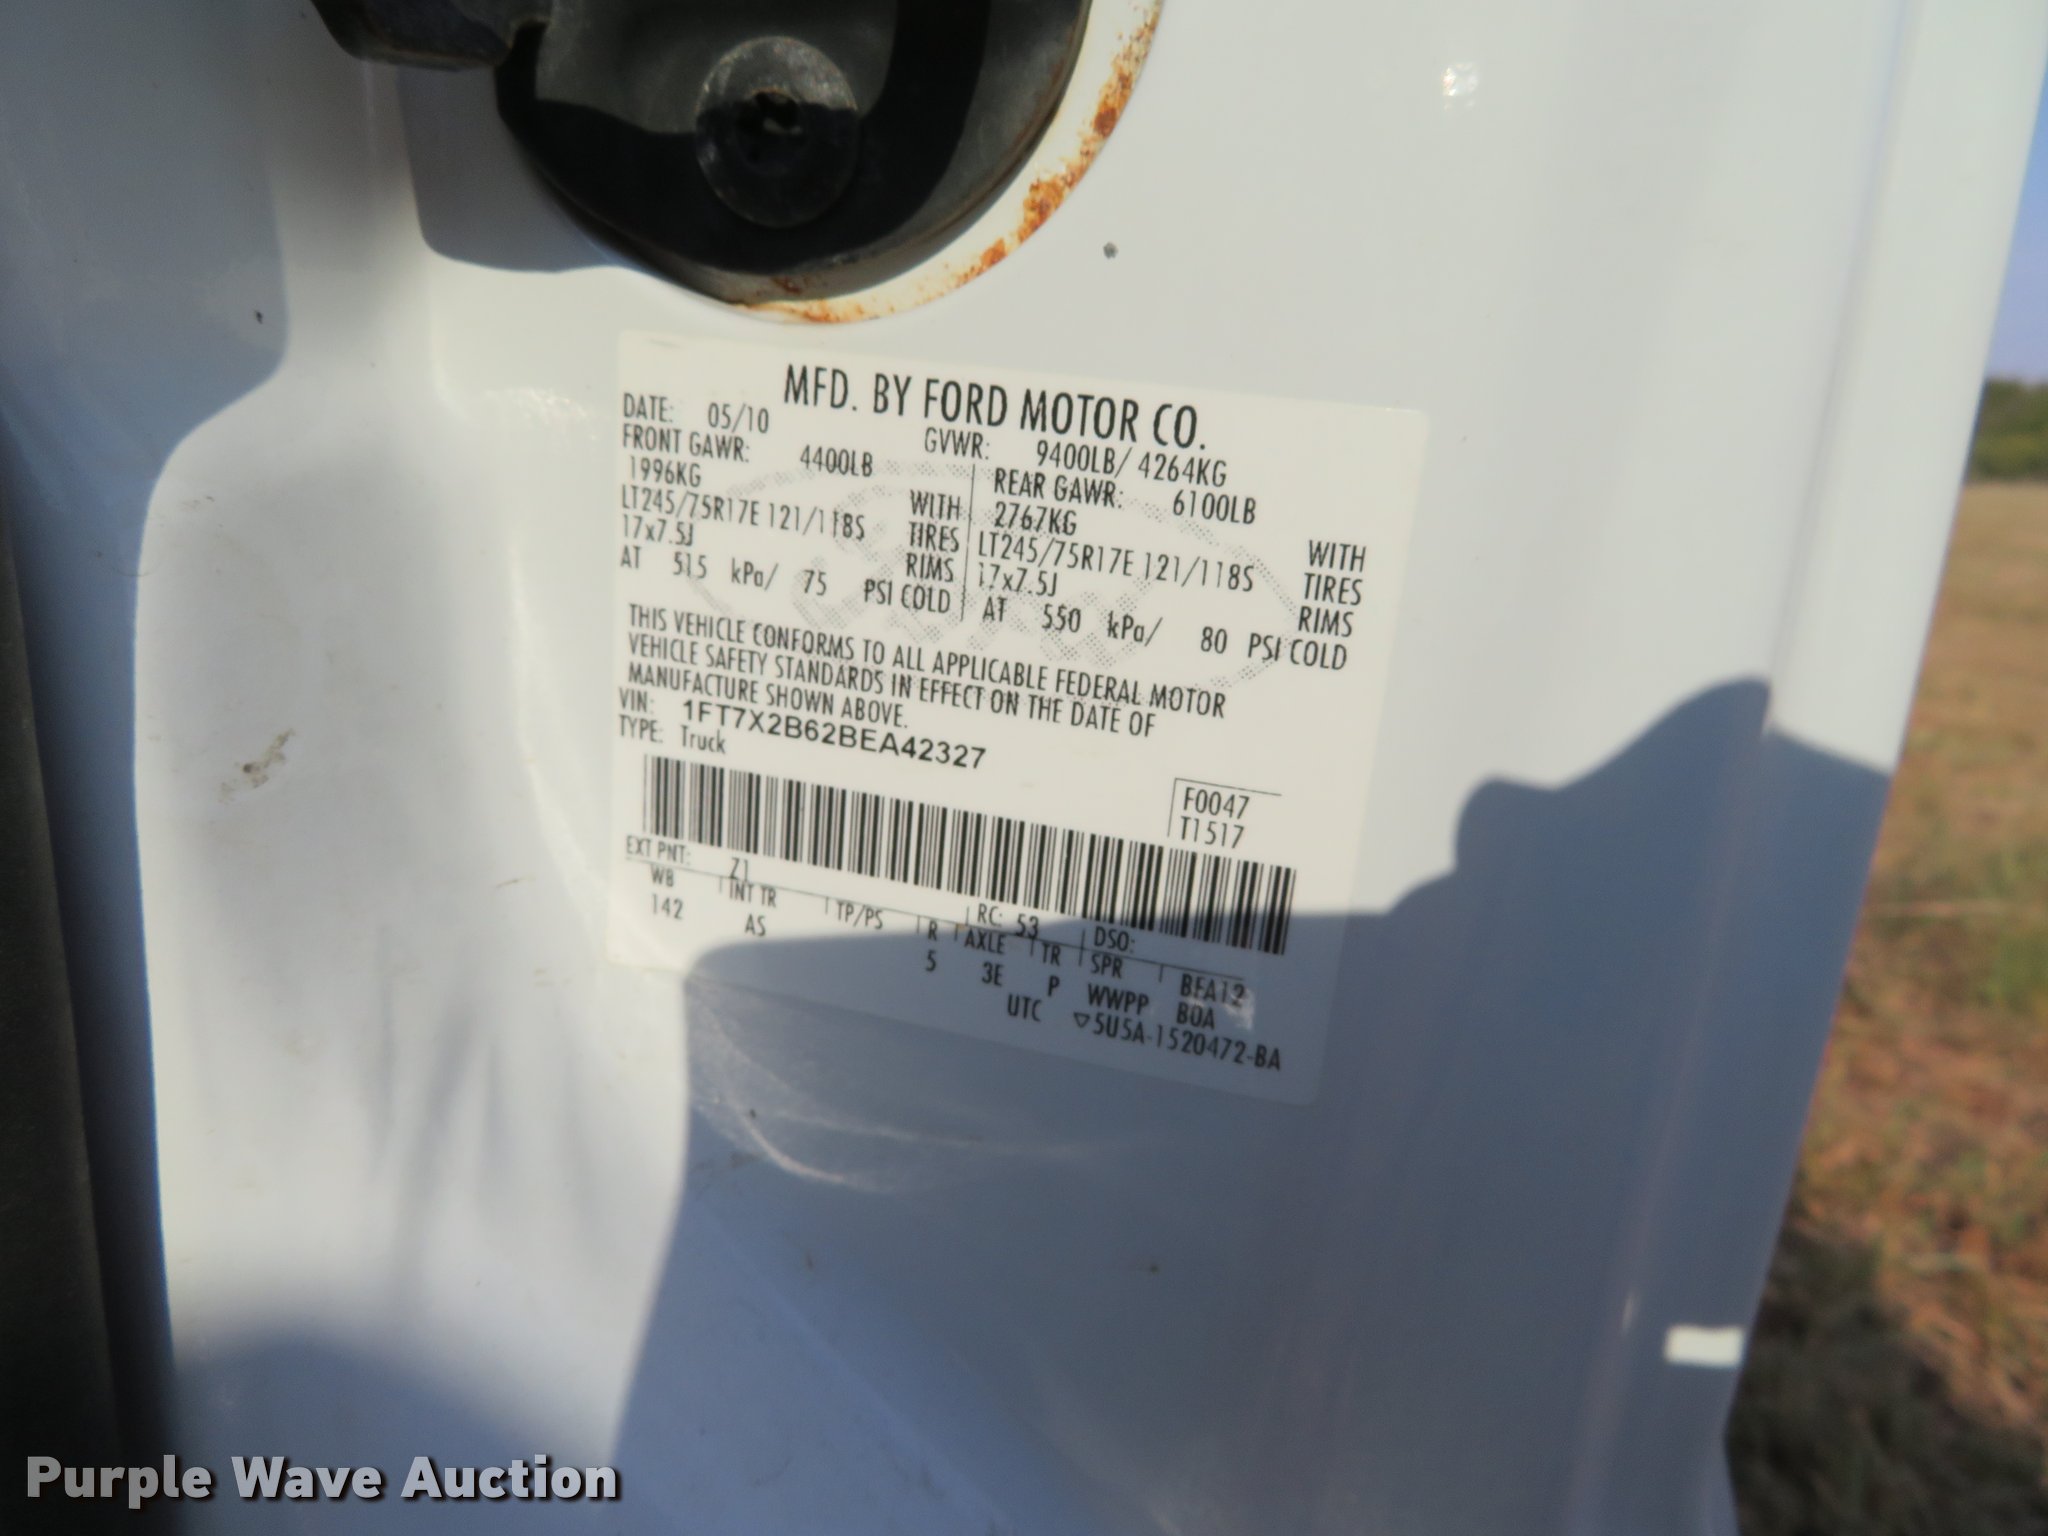 MFD. BY FORD MOTOR CO.
DATE: 05/10 GVWR: 9400LB/ 4264KG
FRONT GAWR: 4400LB REAR GAWR: 6100LB
1996KG WITH 2767KG WITH
LT245/75R17E 121/118S TIRES LT245/75R17E 121/118S TIRES
17x7.5J RIMS 17x7.5J RIMS
AT 515 kPa/ 75 PSI COLD AT 550 kPa/ 80 PSI COLD
THIS VEHICLE CONFORMS TO ALL APPLICABLE FEDERAL MOTOR
VEHICLE SAFETY STANDARDS IN EFFECT ON THE DATE OF
MANUFACTURE SHOWN ABOVE.
VIN: 1FT7X2B62BEA42327
TYPE: Truck
F0047
T1517
EXT PNT: Z1 RC: 53 DSO:
WB INT TR TP/PS R AXLE TR SPR BEA12
142 AS 5 3E P WWPP BOA
UTC ▽5U5A-1520472-BA
Purple Wave Auction